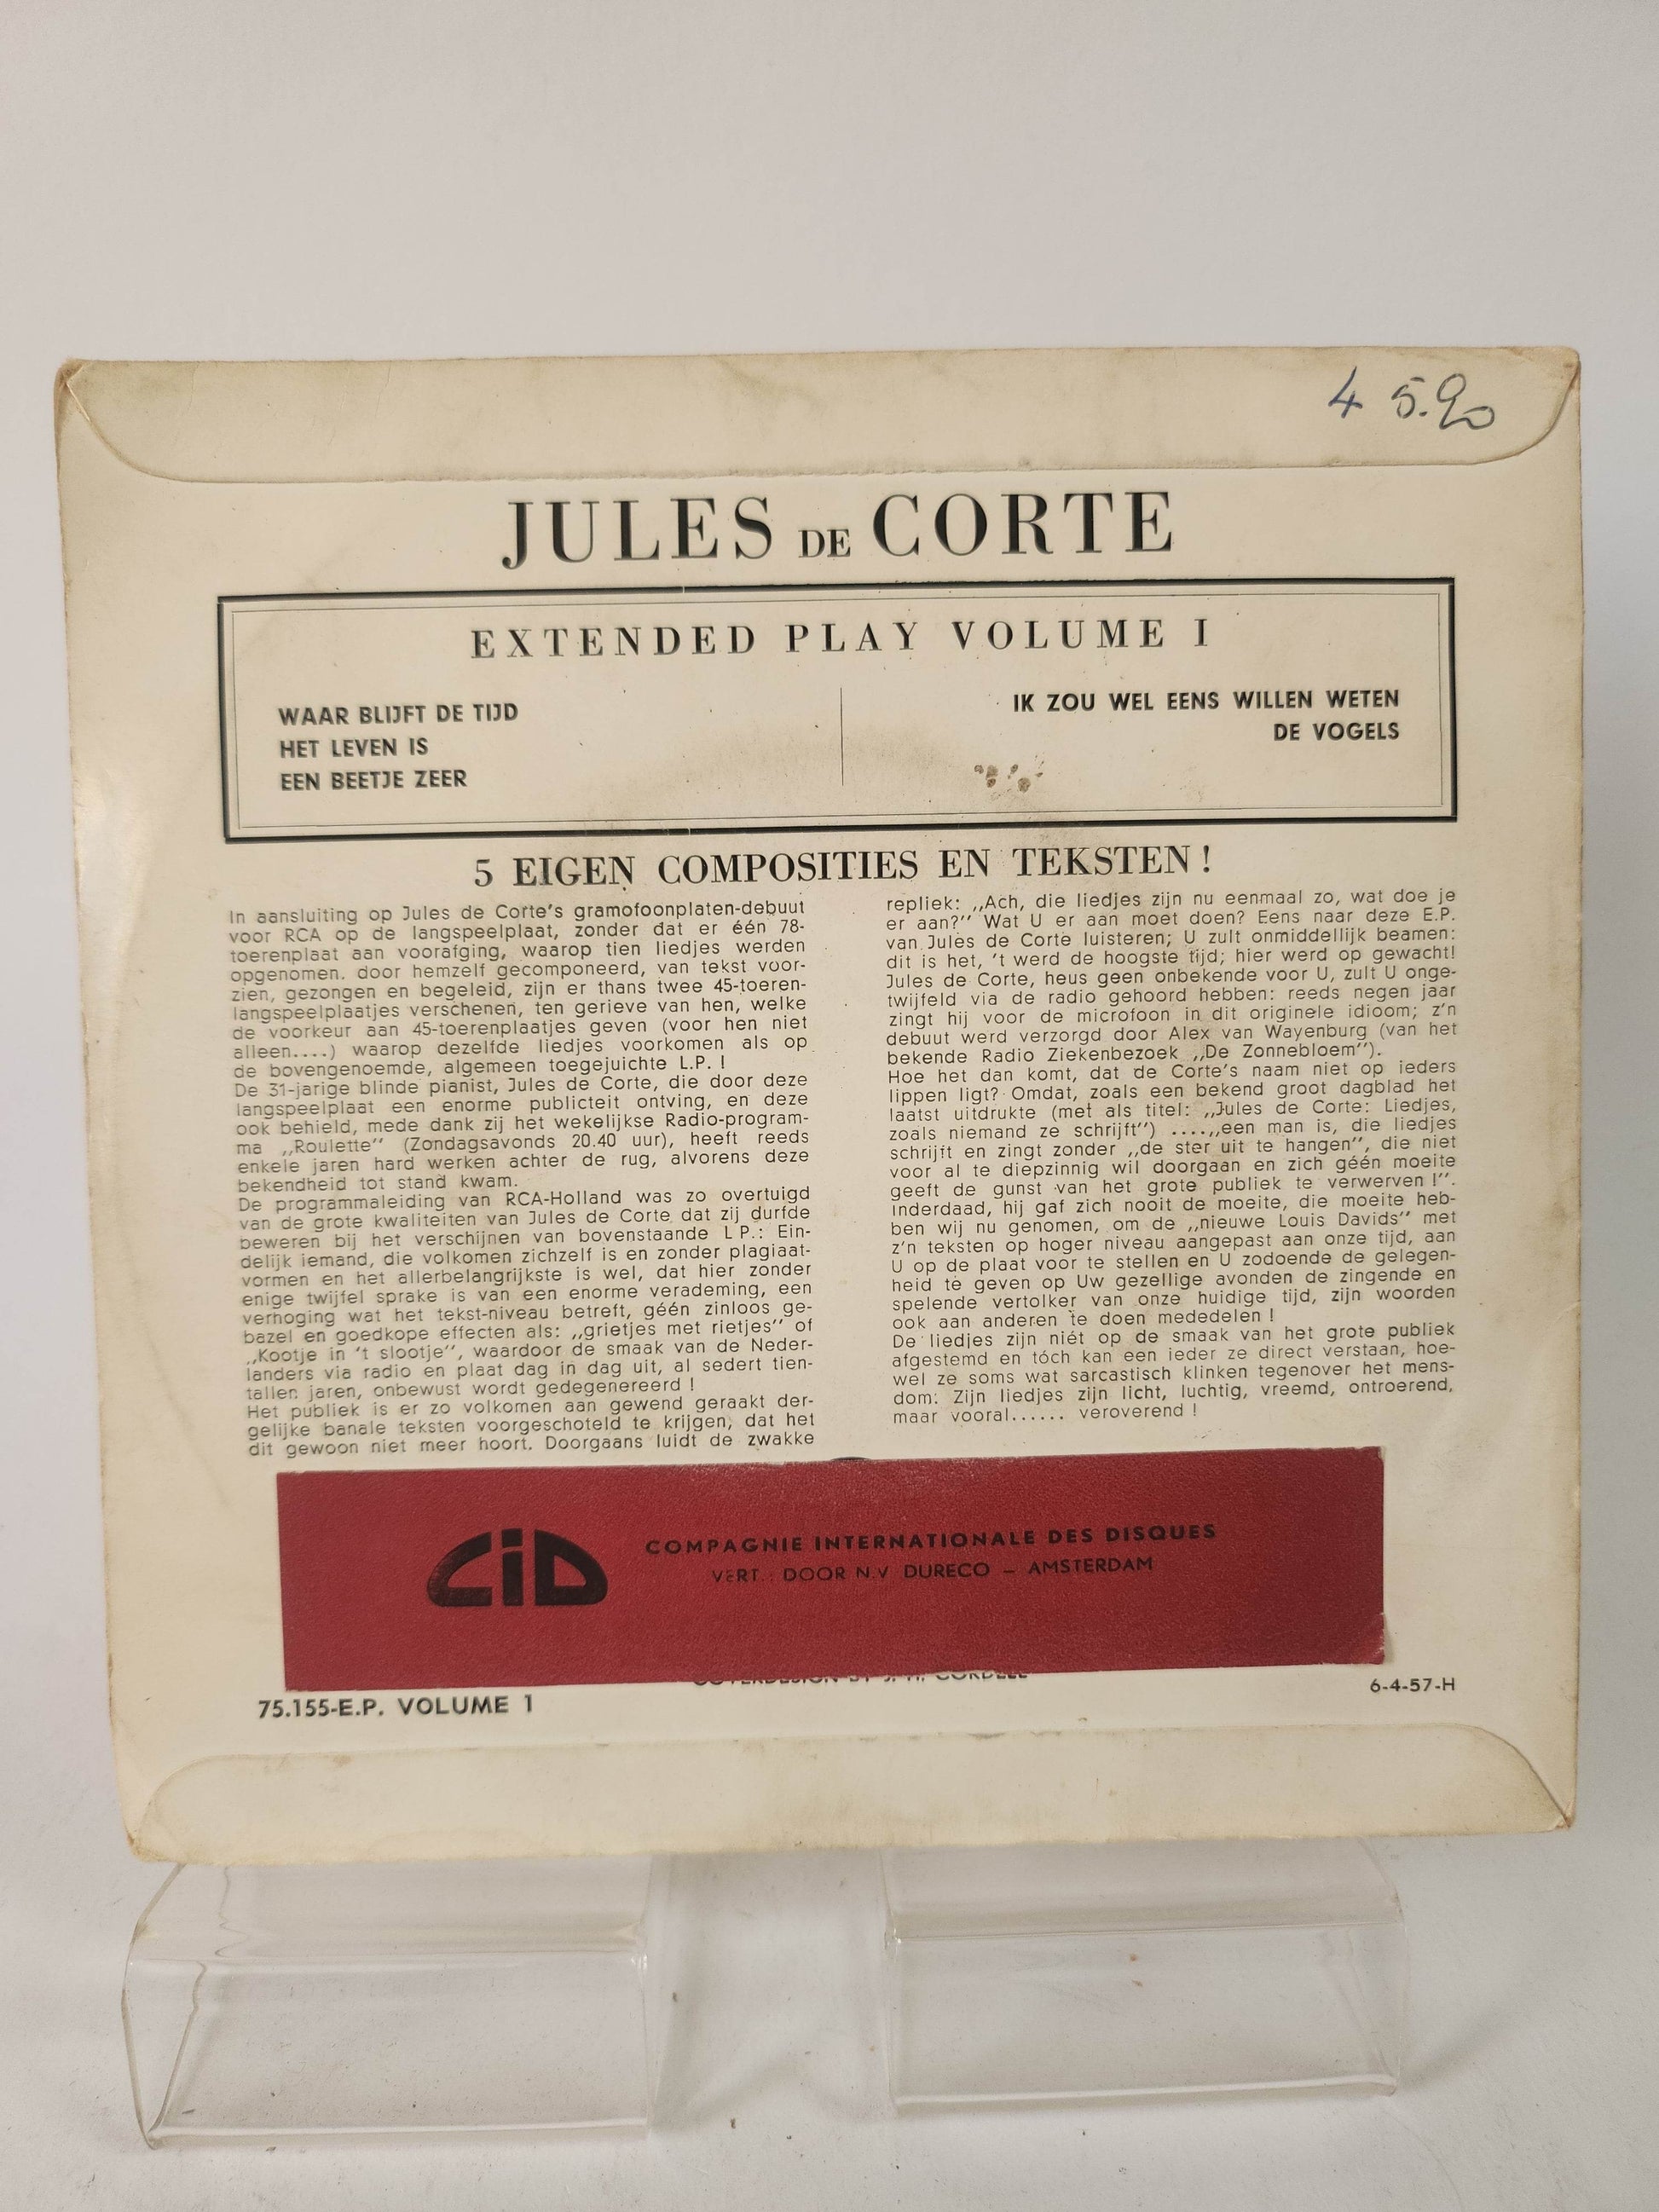 4 5.90
JULES DE CORTE
EXTENDED PLAY VOLUME I
WAAR BLIJFT DE TIJD
HET LEVEN IS
EEN BEETJE ZEER
IK ZOU WEL EENS WILLEN WETEN
DE VOGELS
5 EIGEN COMPOSITIES EN TEKSTEN !
In aansluiting op Jules de Corte's gramofoonplaten-debuut
voor RCA op de langspeelplaat, zonder dat er één 78-
toerenplaat aan voorafging, waarop tien liedjes werden
opgenomen. door hemzelf gecomponeerd, van tekst voor-
zien, gezongen en begeleid, zijn er thans twee 45-toeren-
langspeelplaatjes verschenen, ten gerieve van hen, welke
de voorkeur aan 45-toerenplaatjes geven (voor hen niet
alleen....) waarop dezelfde liedjes voorkomen als op
de bovengenoemde, algemeen toegejuichte L.P. !
De 31-jarige blinde pianist, Jules de Corte, die door deze
langspeelplaat een enorme publicteit ontving, en deze
ook behield, mede dank zij het wekelijkse Radio-program-
ma ,,Roulette'' (Zondagsavonds 20.40 uur), heeft reeds
enkele jaren hard werken achter de rug, alvorens deze
bekendheid tot stand kwam.
De programmaleiding van RCA-Holland was zo overtuigd
van de grote kwaliteiten van Jules de Corte dat zij durfde
beweren bij het verschijnen van bovenstaande L P.: Ein-
delijk iemand, die volkomen zichzelf is en zonder plagiaat-
vormen en het allerbelangrijkste is wel, dat hier zonder
enige twijfel sprake is van een enorme verademing, een
verhoging wat het tekst-niveau betreft, géén zinloos ge-
bazel en goedkope effecten als: ,,grietjes met rietjes'' of
,,Kootje in 't slootje'', waardoor de smaak van de Neder-
landers via radio en plaat dag in dag uit, al sedert tien-
tallen jaren, onbewust wordt gedegenereerd !
Het publiek is er zo volkomen aan gewend geraakt der-
gelijke banale teksten voorgeschoteld te krijgen, dat het
dit gewoon niet meer hoort. Doorgaans luidt de zwakke
repliek: ,,Ach, die liedjes zijn nu eenmaal zo, wat doe je
er aan?'' Wat U er aan moet doen? Eens naar deze E.P.
van Jules de Corte luisteren; U zult onmiddellijk beamen:
dit is het, 't werd de hoogste tijd; hier werd op gewacht!
Jules de Corte, heus geen onbekende voor U, zult U onge-
twijfeld via de radio gehoord hebben: reeds negen jaar
zingt hij voor de microfoon in dit originele idioom; z'n
debuut werd verzorgd door Alex van Wayenburg (van het
bekende Radio Ziekenbezoek ,,De Zonnebloem'').
Hoe het dan komt, dat de Corte's naam niet op ieders
lippen ligt? Omdat, zoals een bekend groot dagblad het
laatst uitdrukte (met als titel: ,,Jules de Corte: Liedjes,
zoals niemand ze schrijft'') ....,,een man is, die liedjes
schrijft en zingt zonder ,,de ster uit te hangen'', die niet
voor al te diepzinnig wil doorgaan en zich géén moeite
geeft de gunst van het grote publiek te verwerven !''.
Inderdaad, hij gaf zich nooit de moeite, die moeite heb-
ben wij nu genomen, om de ,,nieuwe Louis Davids'' met
z'n teksten op hoger niveau aangepast aan onze tijd, aan
U op de plaat voor te stellen en U zodoende de gelegen-
heid te geven op Uw gezellige avonden de zingende en
spelende vertolker van onze huidige tijd, zijn woorden
ook aan anderen te doen mededelen !
De liedjes zijn niét op de smaak van het grote publiek
afgestemd en tóch kan een ieder ze direct verstaan, hoe-
wel ze soms wat sarcastisch klinken tegenover het mens-
dom: Zijn liedjes zijn licht, luchtig, vreemd, ontroerend,
maar vooral...... veroverend !
CID
COMPAGNIE INTERNATIONALE DES DISQUES
VERT. DOOR N.V DURECO - AMSTERDAM
COVERDESIGN BY J. H. CORDELL
75.155-E.P. VOLUME 1
6-4-57-H